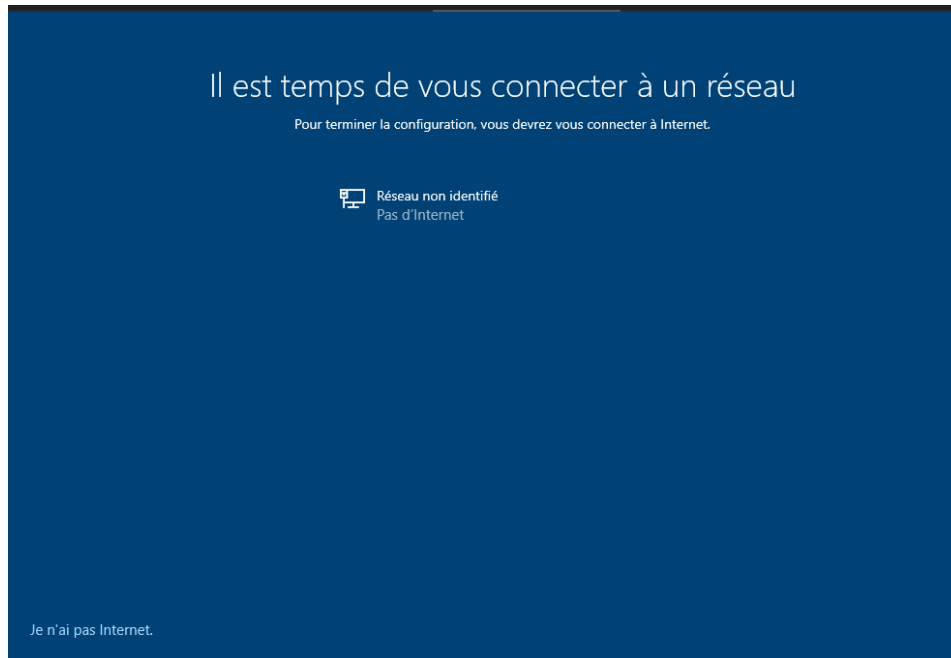 Il est temps de vous connecter à un réseau
Pour terminer la configuration, vous devrez vous connecter à Internet.
Réseau non identifié
Pas d’Internet
Je n'ai pas Internet.